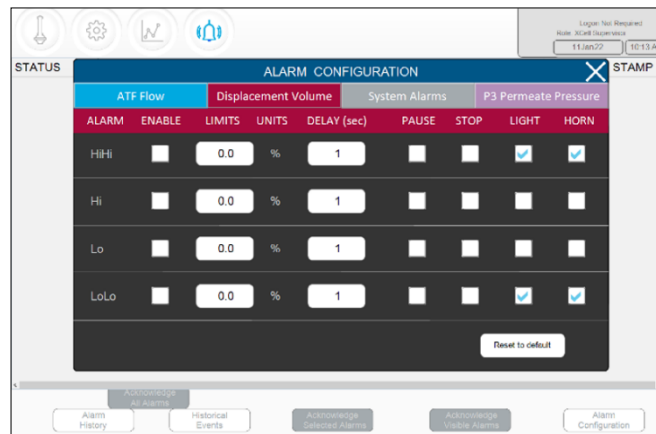 Logon: Not Required
Role: XCell Supervisor
11Jan22 10:13 A
STATUS ALARM CONFIGURATION STAMP
ATF Flow Displacement Volume System Alarms P3 Permeate Pressure
ALARM ENABLE LIMITS UNITS DELAY (sec) PAUSE STOP LIGHT HORN
HiHi 0.0 % 1
Hi 0.0 % 1
Lo 0.0 % 1
LoLo 0.0 % 1
Reset to default
Acknowledge
All Alarms
Alarm Historical Acknowledge Acknowledge Alarm
History Events Selected Alarms Visible Alarms Configuration